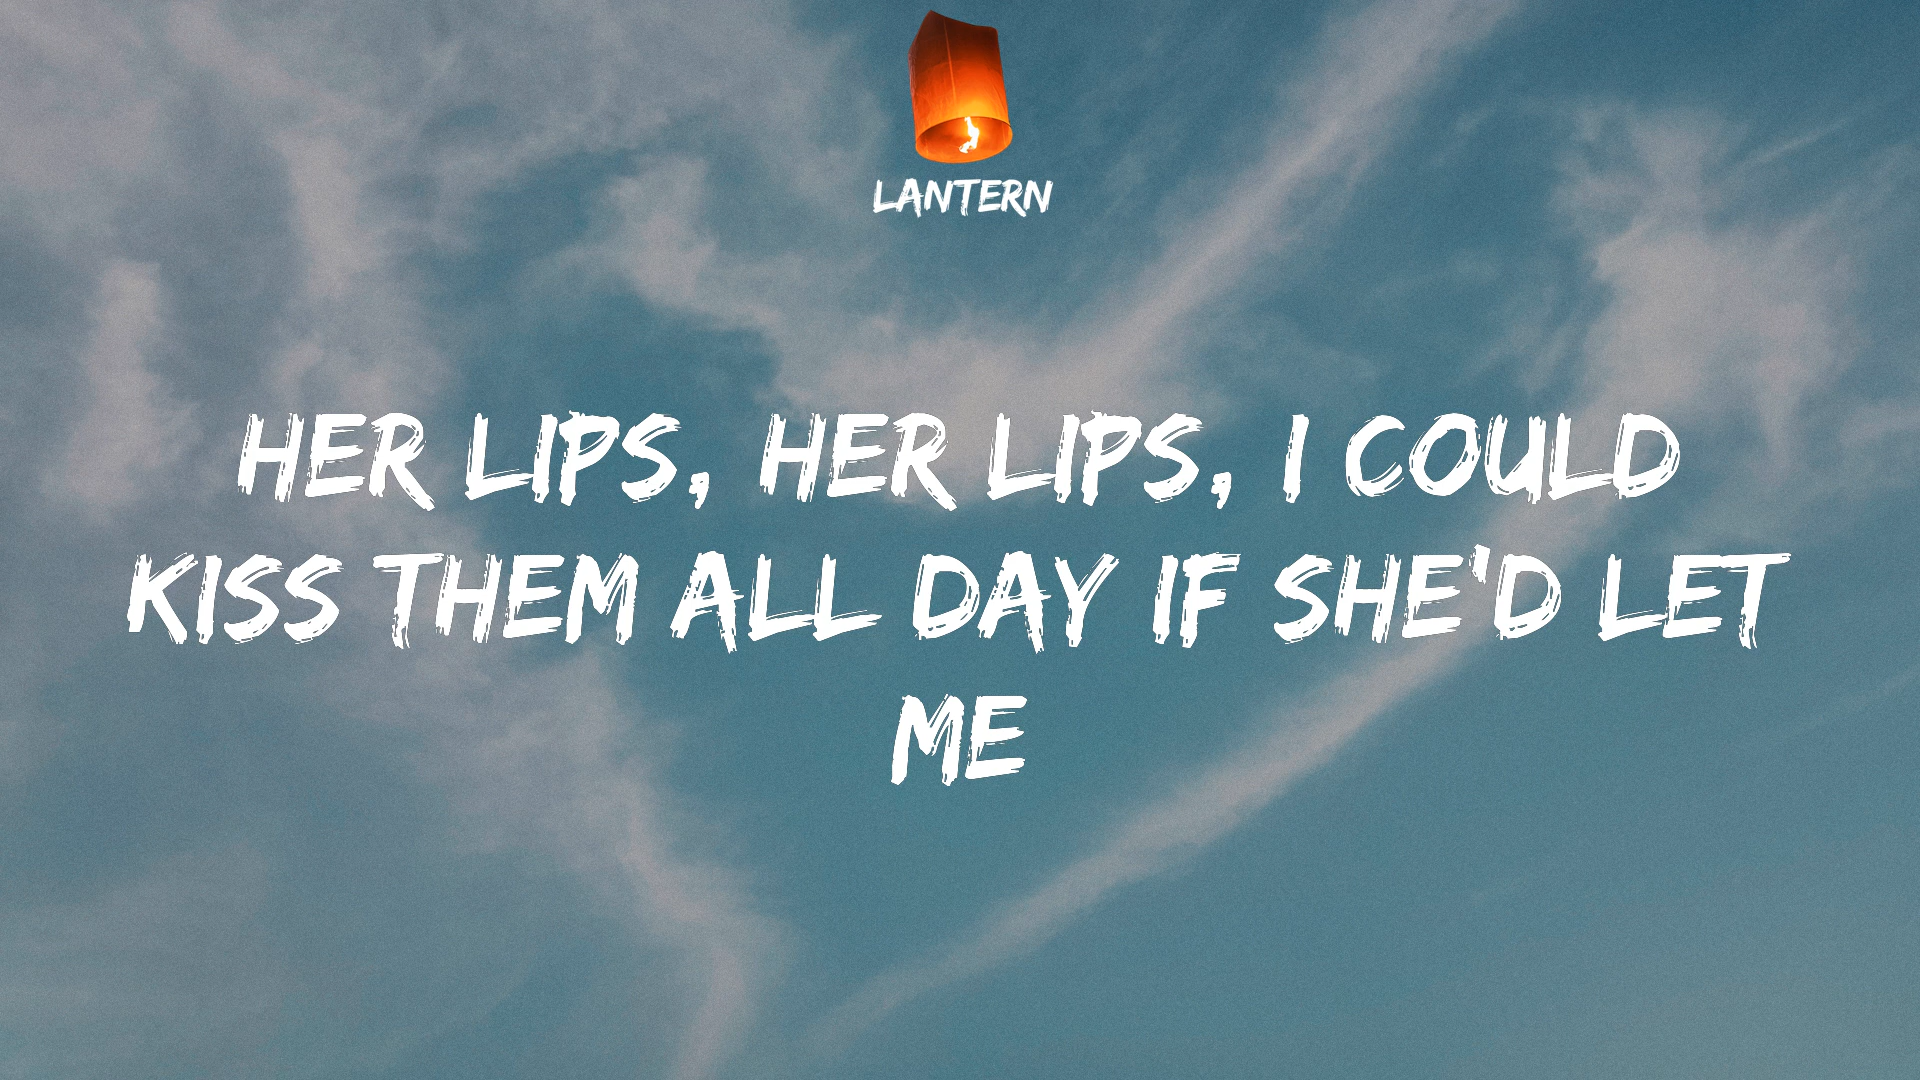 LANTERN
HER LIPS, HER LIPS, I COULD
KISS THEM ALL DAY IF SHE'D LET
ME